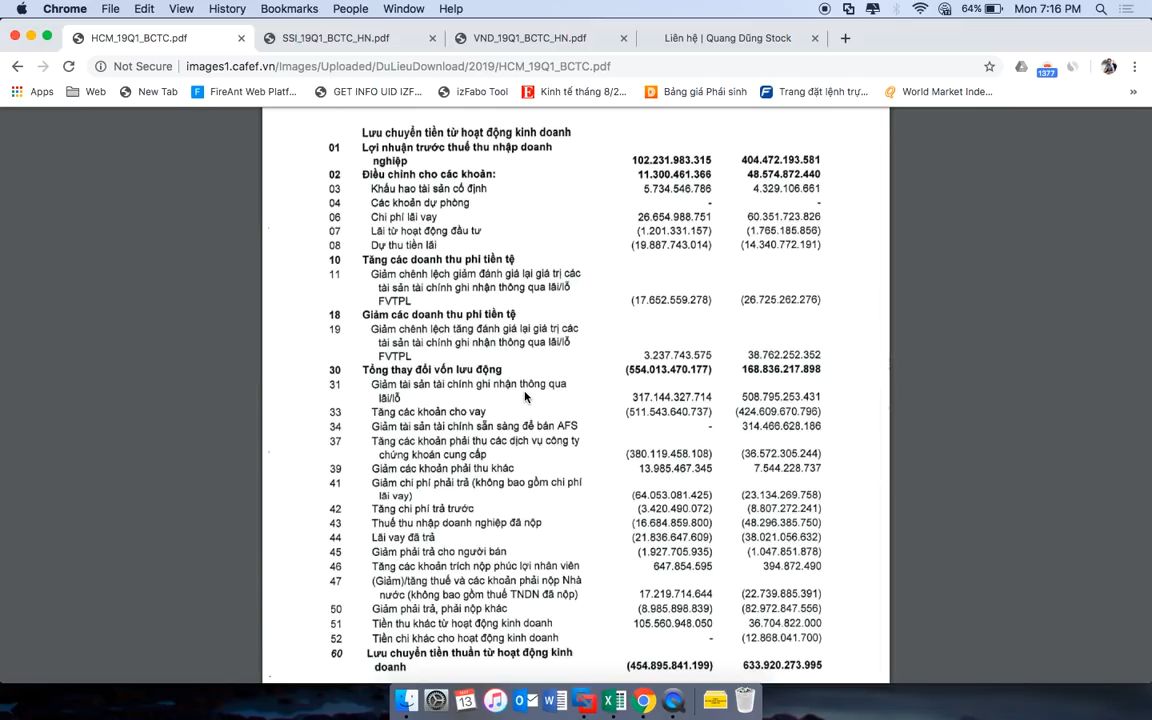 Chrome File Edit View History Bookmarks People Window Help 64% Mon 7:16 PM
HCM_19Q1_BCTC.pdf SSI_19Q1_BCTC_HN.pdf VND_19Q1_BCTC_HN.pdf Liên hệ | Quang Dũng Stock
Not Secure images1.cafef.vn/Images/Uploaded/DuLieuDownload/2019/HCM_19Q1_BCTC.pdf 1377
Apps Web New Tab FireAnt Web Platf... GET INFO UID IZF... izFabo Tool Kinh tế tháng 8/2... Bảng giá Phái sinh Trang đặt lệnh trự... World Market Inde... »
Lưu chuyển tiền từ hoạt động kinh doanh
01 Lợi nhuận trước thuế thu nhập doanh
nghiệp 102.231.983.315 404.472.193.581
02 Điều chỉnh cho các khoản: 11.300.461.366 48.574.872.440
03 Khấu hao tài sản cố định 5.734.546.786 4.329.106.661
04 Các khoản dự phòng - -
06 Chi phí lãi vay 26.654.988.751 60.351.723.826
07 Lãi từ hoạt động đầu tư (1.201.331.157) (1.765.185.856)
08 Dự thu tiền lãi (19.887.743.014) (14.340.772.191)
10 Tăng các doanh thu phi tiền tệ
11 Giảm chênh lệch giảm đánh giá lại giá trị các
tài sản tài chính ghi nhận thông qua lãi/lỗ
FVTPL (17.652.559.278) (26.725.262.276)
18 Giảm các doanh thu phi tiền tệ
19 Giảm chênh lệch tăng đánh giá lại giá trị các
tài sản tài chính ghi nhận thông qua lãi/lỗ
FVTPL 3.237.743.575 38.762.252.352
30 Tổng thay đổi vốn lưu động (554.013.470.177) 168.836.217.898
31 Giảm tài sản tài chính ghi nhận thông qua
lãi/lỗ 317.144.327.714 508.795.253.431
33 Tăng các khoản cho vay (511.543.640.737) (424.609.670.796)
34 Giảm tài sản tài chính sẵn sàng để bán AFS - 314.466.628.186
37 Tăng các khoản phải thu các dịch vụ công ty
chứng khoán cung cấp (380.119.458.108) (36.572.305.244)
39 Giảm các khoản phải thu khác 13.985.467.345 7.544.228.737
41 Giảm chi phí phải trả (không bao gồm chi phí
lãi vay) (64.053.081.425) (23.134.269.758)
42 Tăng chi phí trả trước (3.420.490.072) (8.807.272.241)
43 Thuế thu nhập doanh nghiệp đã nộp (16.684.859.800) (48.296.385.750)
44 Lãi vay đã trả (21.836.647.609) (38.021.056.632)
45 Giảm phải trả cho người bán (1.927.705.935) (1.047.851.878)
46 Tăng các khoản trích nộp phúc lợi nhân viên 647.854.595 394.872.490
47 (Giảm)/tăng thuế và các khoản phải nộp Nhà
nước (không bao gồm thuế TNDN đã nộp) 17.219.714.644 (22.739.885.391)
50 Giảm phải trả, phải nộp khác (8.985.898.839) (82.972.847.556)
51 Tiền thu khác từ hoạt động kinh doanh 105.560.948.050 36.704.822.000
52 Tiền chi khác cho hoạt động kinh doanh - (12.868.041.700)
60 Lưu chuyển tiền thuần từ hoạt động kinh
doanh (454.895.841.199) 633.920.273.995
13